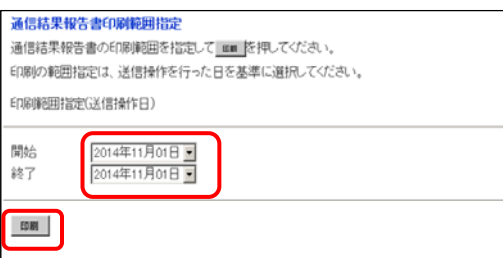 通信結果報告書印刷範囲指定
通信結果報告書の印刷範囲を指定して 印刷 を押してください。
印刷の範囲指定は、送信操作を行った日を基準に選択してください。
印刷範囲指定(送信操作日)
開始 2014年11月01日
終了 2014年11月01日
印刷